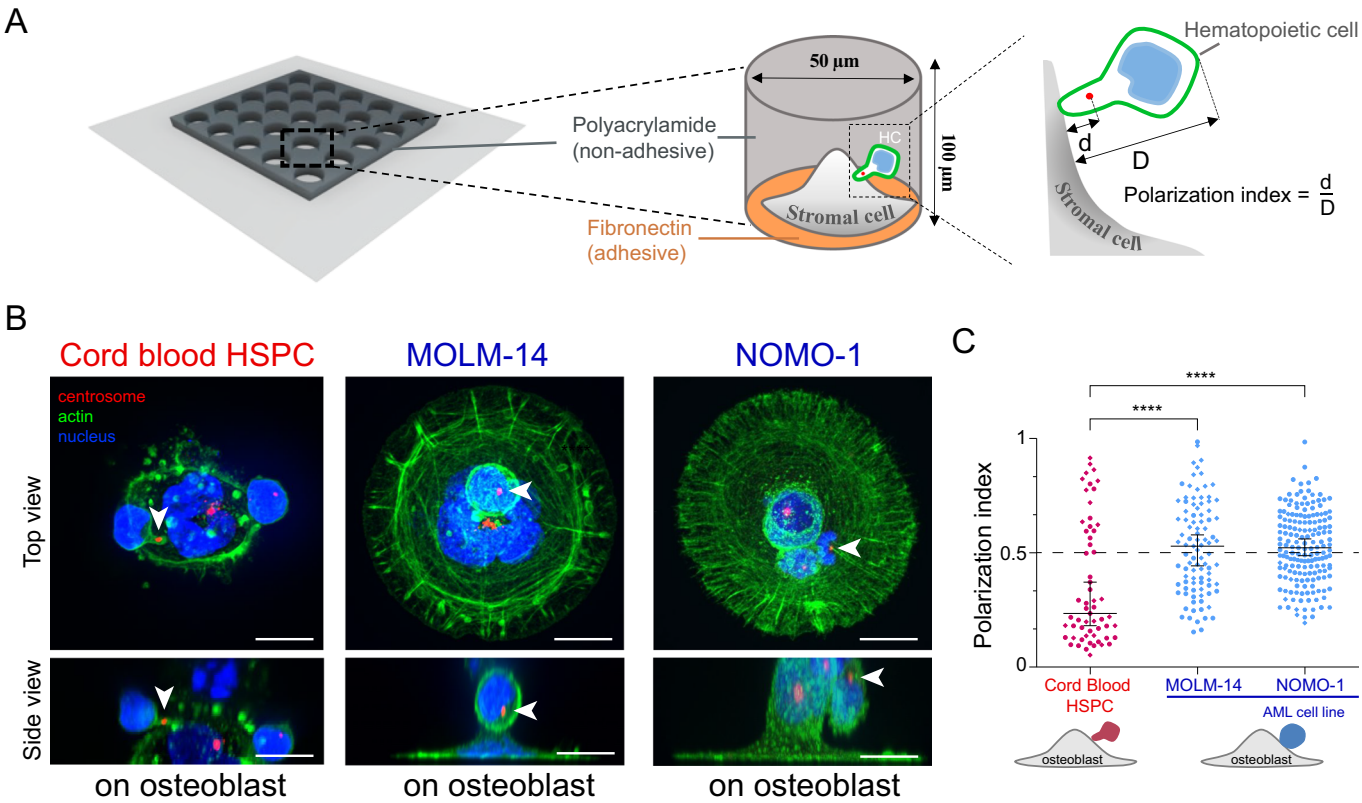 A
50 µm
100 µm
HC
Stromal cell
Polyacrylamide
(non-adhesive)
Fibronectin
(adhesive)
Hematopoietic cell
d
D
Polarization index = d
D
Stromal cell
B
Cord blood HSPC
MOLM-14
NOMO-1
centrosome
actin
nucleus
Top view
Side view
on osteoblast
on osteoblast
on osteoblast
C
****
****
Polarization index
1
0.5
0
Cord Blood
HSPC
MOLM-14
NOMO-1
AML cell line
osteoblast
osteoblast